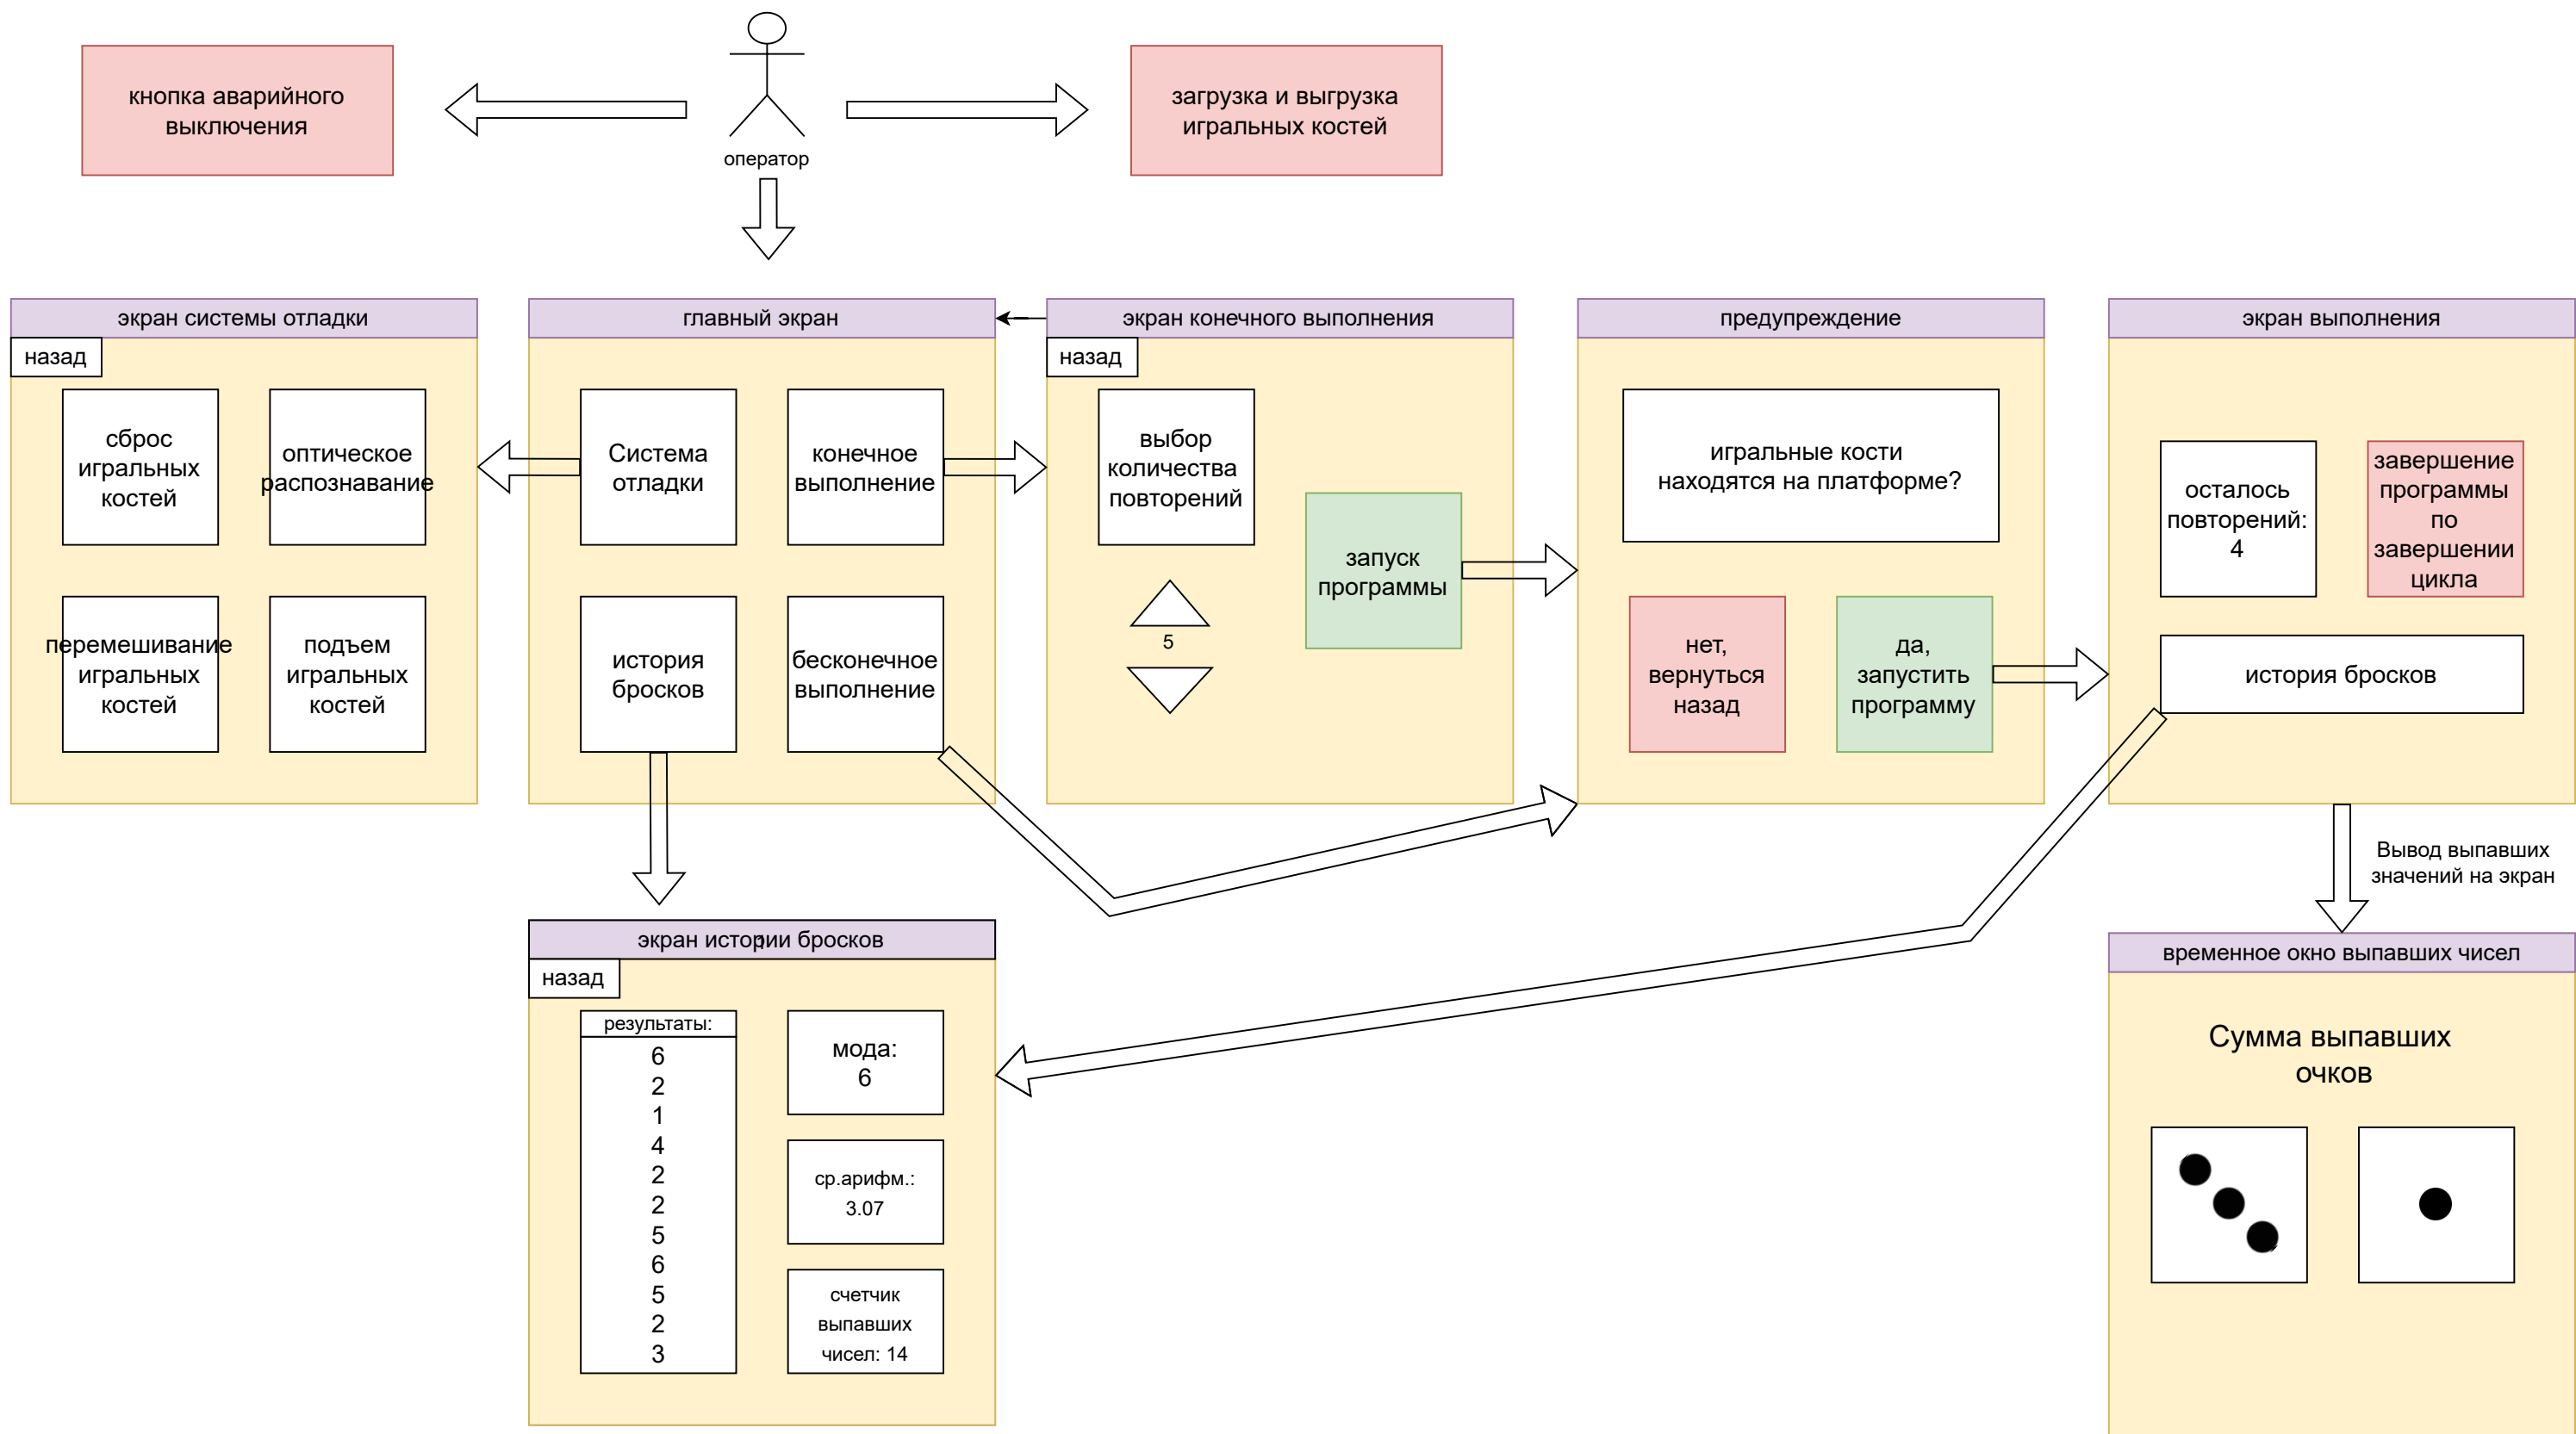 кнопка аварийного
выключения
оператор
загрузка и выгрузка
игральных костей
экран системы отладки
назад
сброс
игральных
костей
оптическое
распознавание
перемешивание
игральных
костей
подъем
игральных
костей
главный экран
Система
отладки
конечное
выполнение
история
бросков
бесконечное
выполнение
экран конечного выполнения
назад
выбор
количества
повторений
5
запуск
программы
предупреждение
игральные кости
находятся на платформе?
нет,
вернуться
назад
да,
запустить
программу
экран выполнения
осталось
повторений:
4
завершение
программы
по
завершении
цикла
история бросков
Вывод выпавших
значений на экран
экран истории бросков
назад
результаты:
6
2
1
4
2
2
5
6
5
2
3
мода:
6
ср.арифм.:
3.07
счетчик
выпавших
чисел: 14
временное окно выпавших чисел
Сумма выпавших
очков